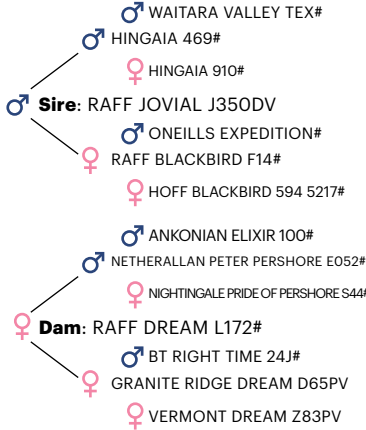 WAITARA VALLEY TEX#
HINGAIA 469#
HINGAIA 910#
Sire: RAFF JOVIAL J350DV
ONEILLS EXPEDITION#
RAFF BLACKBIRD F14#
HOFF BLACKBIRD 594 5217#
ANKONIAN ELIXIR 100#
NETHERALLAN PETER PERSHORE E052#
NIGHTINGALE PRIDE OF PERSHORE S44#
Dam: RAFF DREAM L172#
BT RIGHT TIME 24J#
GRANITE RIDGE DREAM D65PV
VERMONT DREAM Z83PV